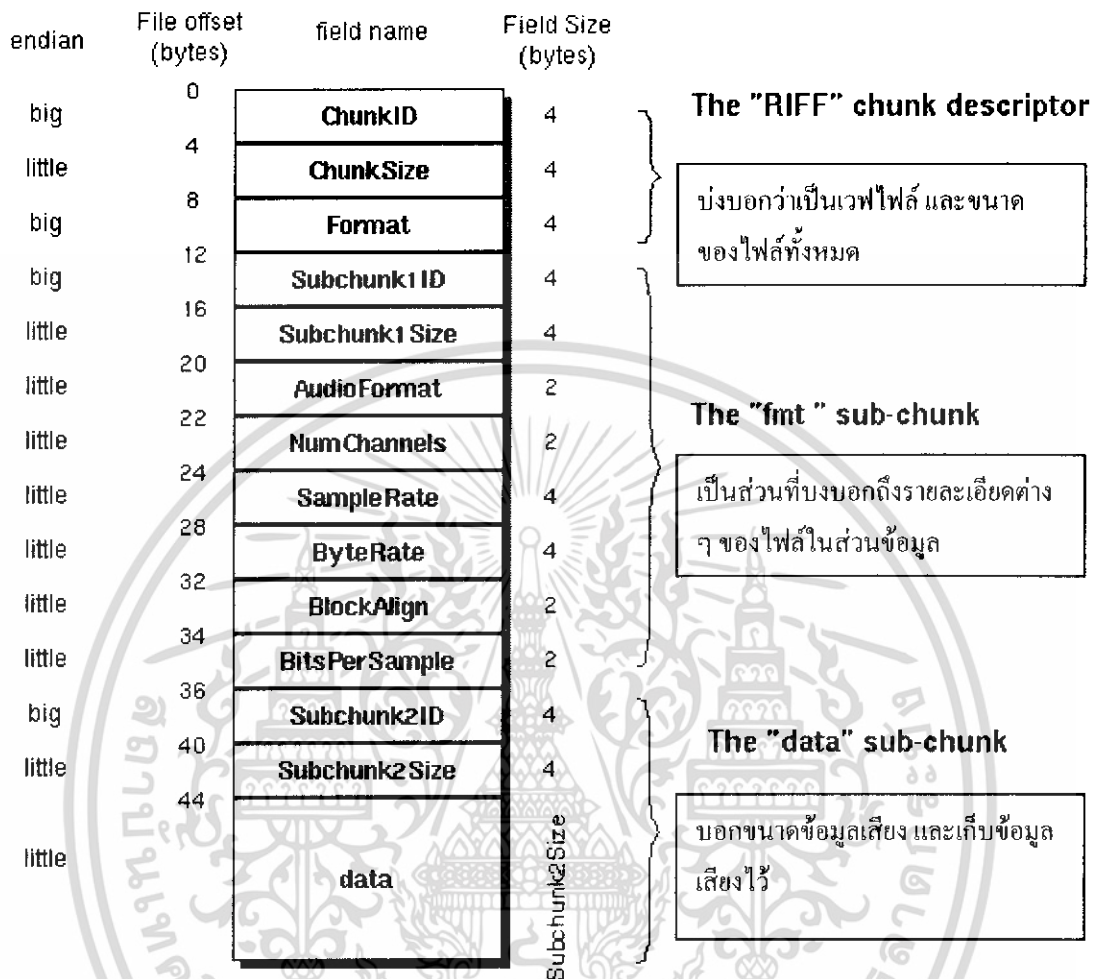 endian
File offset
(bytes)
field name
Field Size
(bytes)
0
big
ChunkID
4
4
little
ChunkSize
4
8
big
Format
4
12
The "RIFF" chunk descriptor
บ่งบอกว่าเป็นเวฟไฟล์ และขนาด
ของไฟล์ทั้งหมด
big
Subchunk1ID
4
16
little
Subchunk1Size
4
20
little
AudioFormat
2
22
little
NumChannels
2
24
little
SampleRate
4
28
little
ByteRate
4
32
little
BlockAlign
2
34
little
BitsPerSample
2
36
The "fmt " sub-chunk
เป็นส่วนที่บงบอกถึงรายละเอียดต่าง
ๆ ของไฟล์ในส่วนข้อมูล
big
Subchunk2ID
4
40
little
Subchunk2Size
4
44
little
data
Subchunk2Size
The "data" sub-chunk
บอกขนาดข้อมูลเสียง และเก็บข้อมูล
เสียงไว้